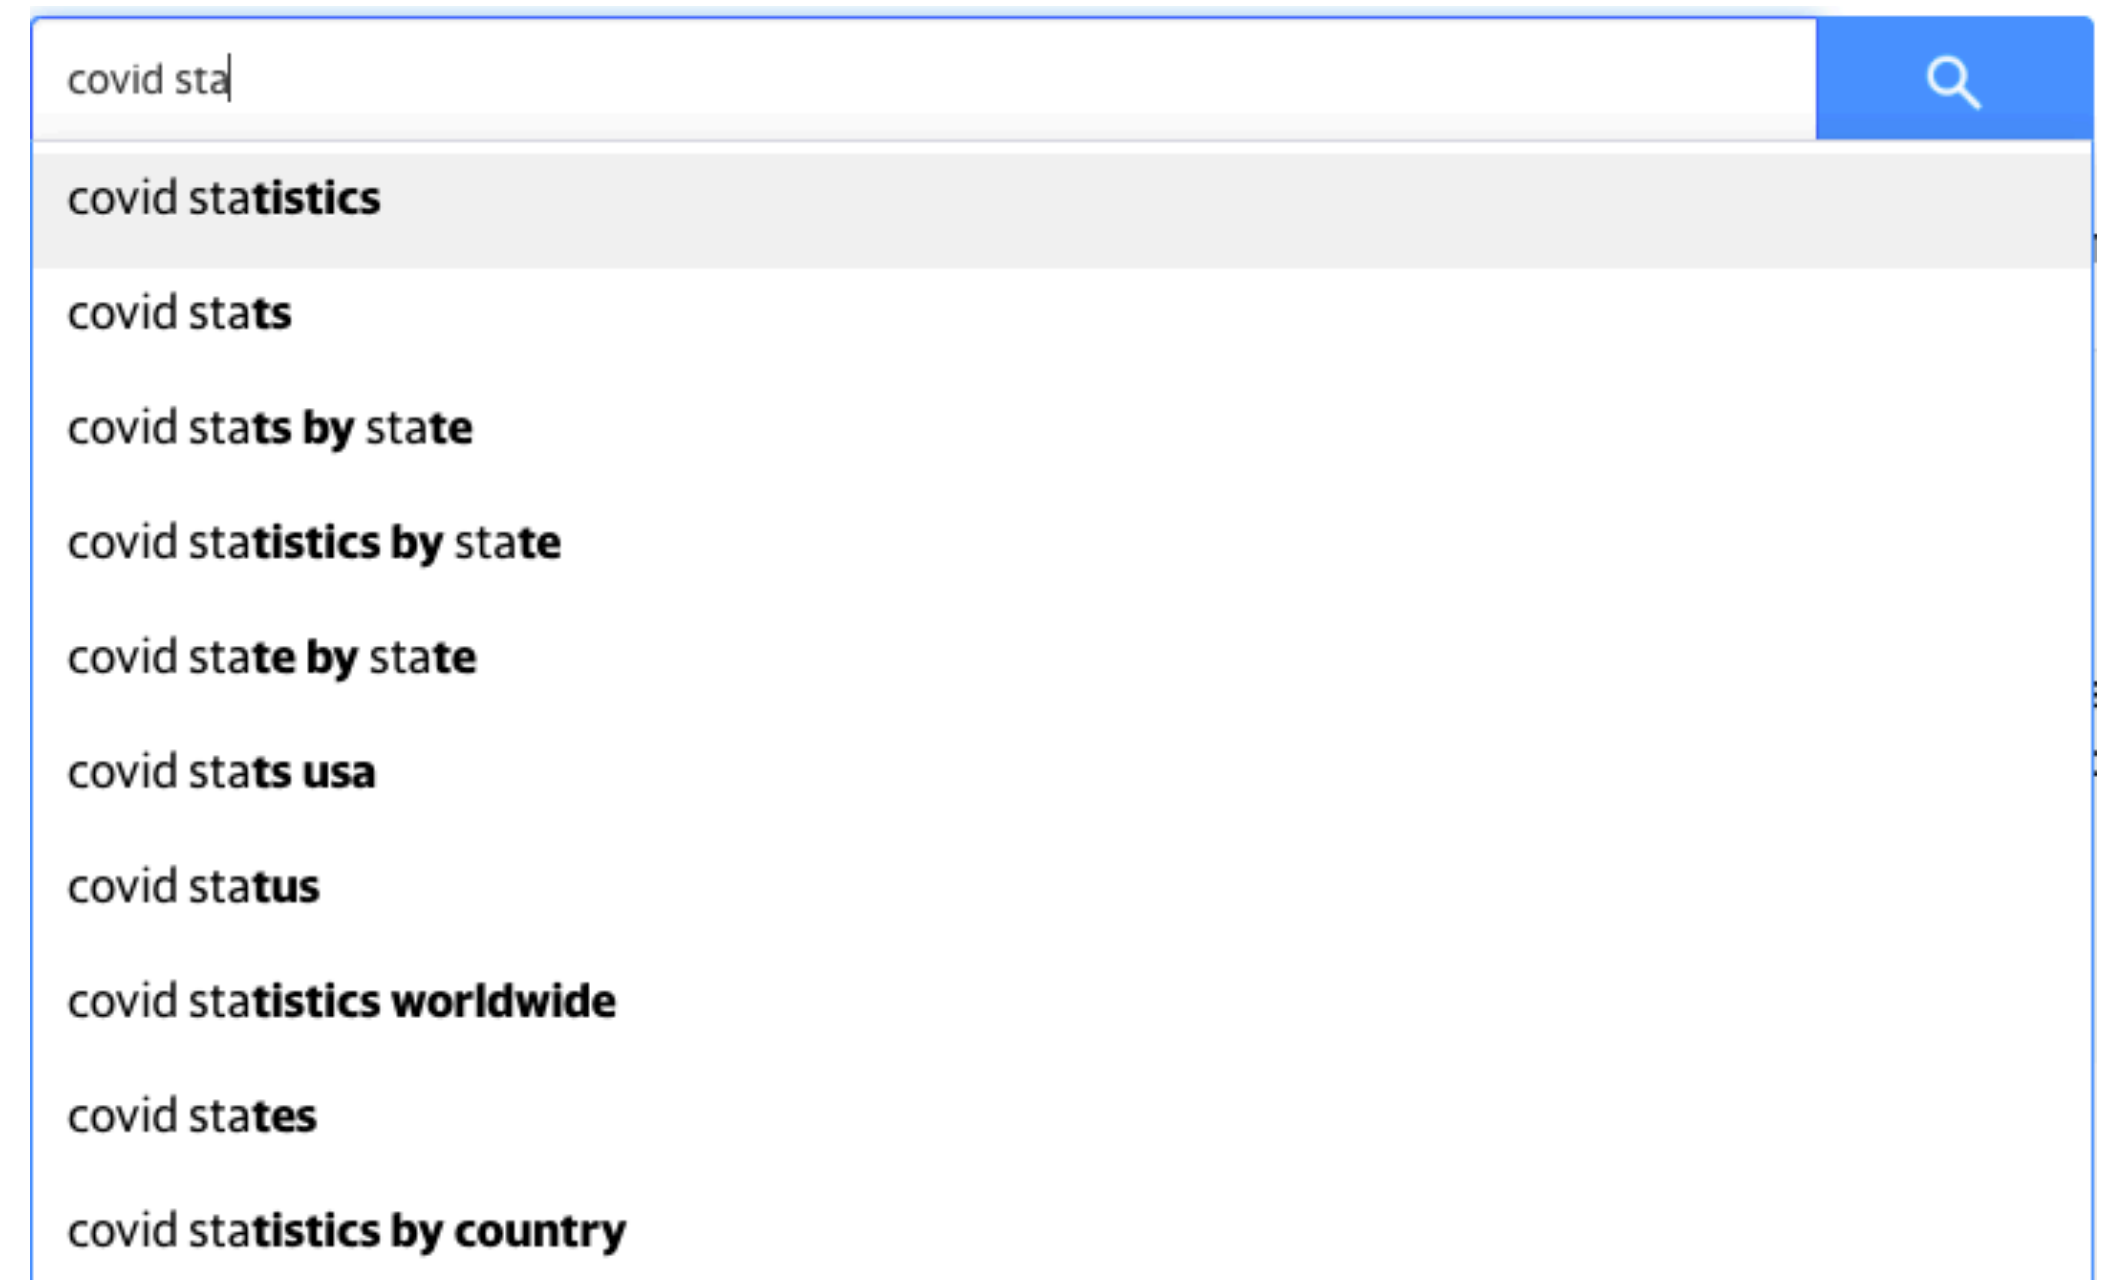 covid sta
covid statistics
covid stats
covid stats by state
covid statistics by state
covid state by state
covid stats usa
covid status
covid statistics worldwide
covid states
covid statistics by country